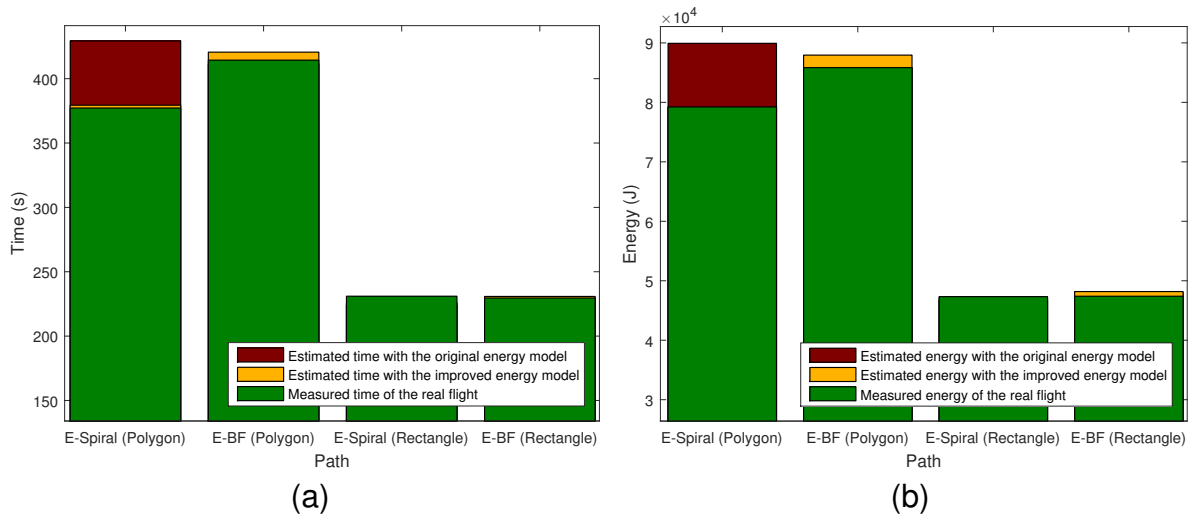 400
350
300
250
200
150
Time (s)
Estimated time with the original energy model
Estimated time with the improved energy model
Measured time of the real flight
E-Spiral (Polygon) E-BF (Polygon) E-Spiral (Rectangle) E-BF (Rectangle)
Path
(a)
×10⁴
9
8
7
6
5
4
3
Energy (J)
Estimated energy with the original energy model
Estimated energy with the improved energy model
Measured energy of the real flight
E-Spiral (Polygon) E-BF (Polygon) E-Spiral (Rectangle) E-BF (Rectangle)
Path
(b)